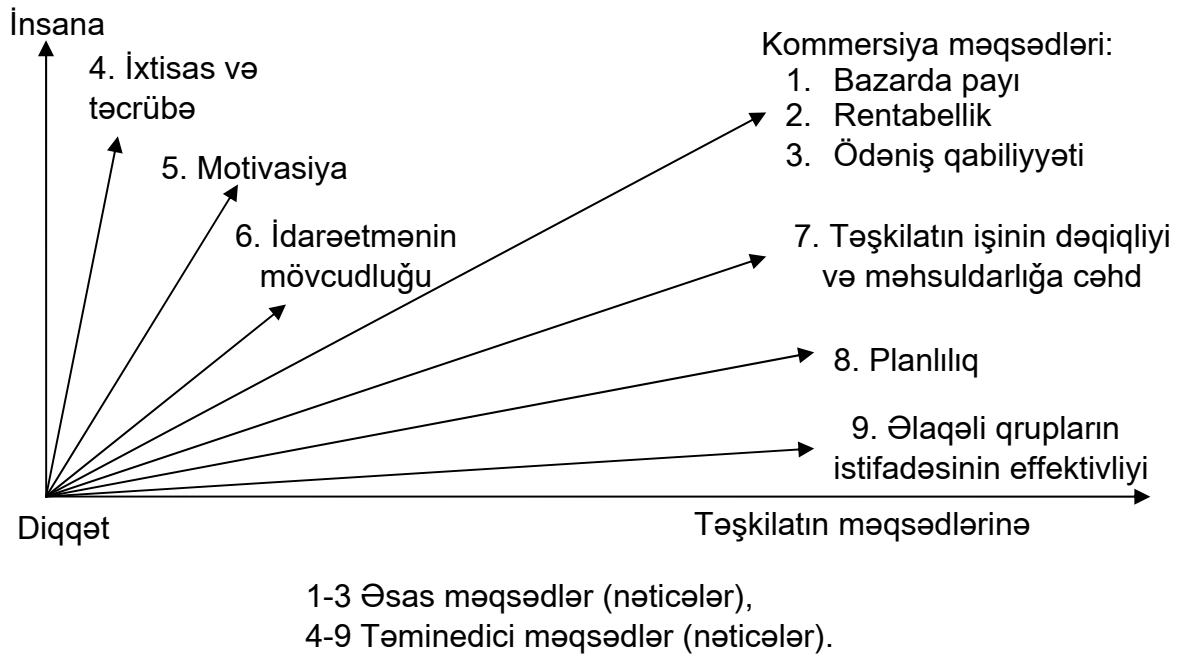 İnsana
4. İxtisas və
təcrübə
5. Motivasiya
6. İdarəetmənin
mövcudluğu
Kommersiya məqsədləri:
1. Bazarda payı
2. Rentabellik
3. Ödəniş qabiliyyəti
7. Təşkilatın işinin dəqiqliyi
və məhsuldarlığa cəhd
8. Planlılıq
9. Əlaqəli qrupların
istifadəsinin effektivliyi
Diqqət
Təşkilatın məqsədlərinə
1-3 Əsas məqsədlər (nəticələr),
4-9 Təminedici məqsədlər (nəticələr).